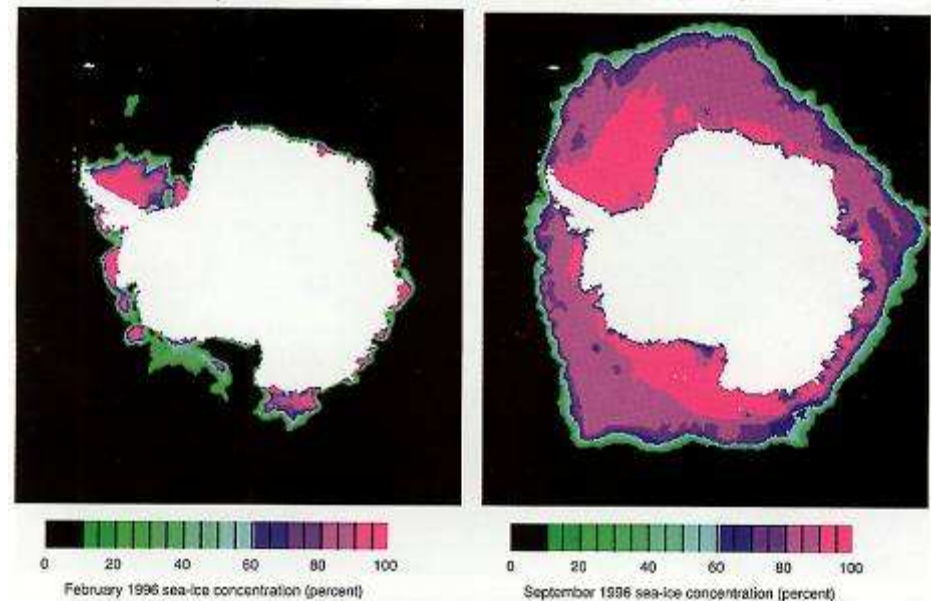 0 20 40 60 80 100
February 1996 sea-ice concentration (percent)
0 20 40 60 80 100
September 1996 sea-ice concentration (percent)